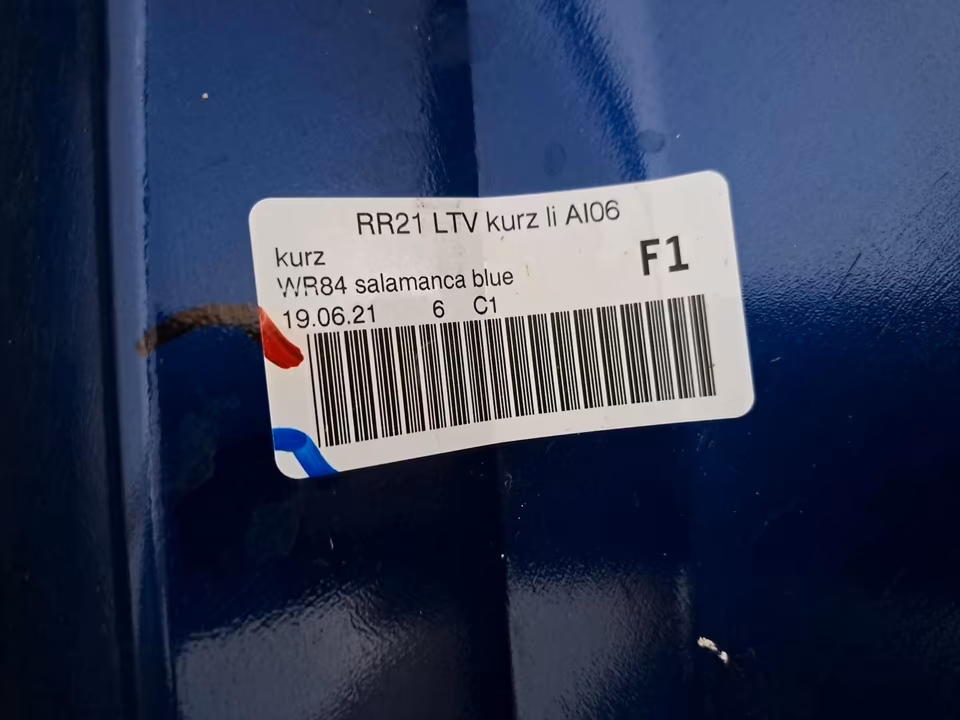 RR21 LTV kurz li AI06
kurz
F1
WR84 salamanca blue
19.06.21 6 C1